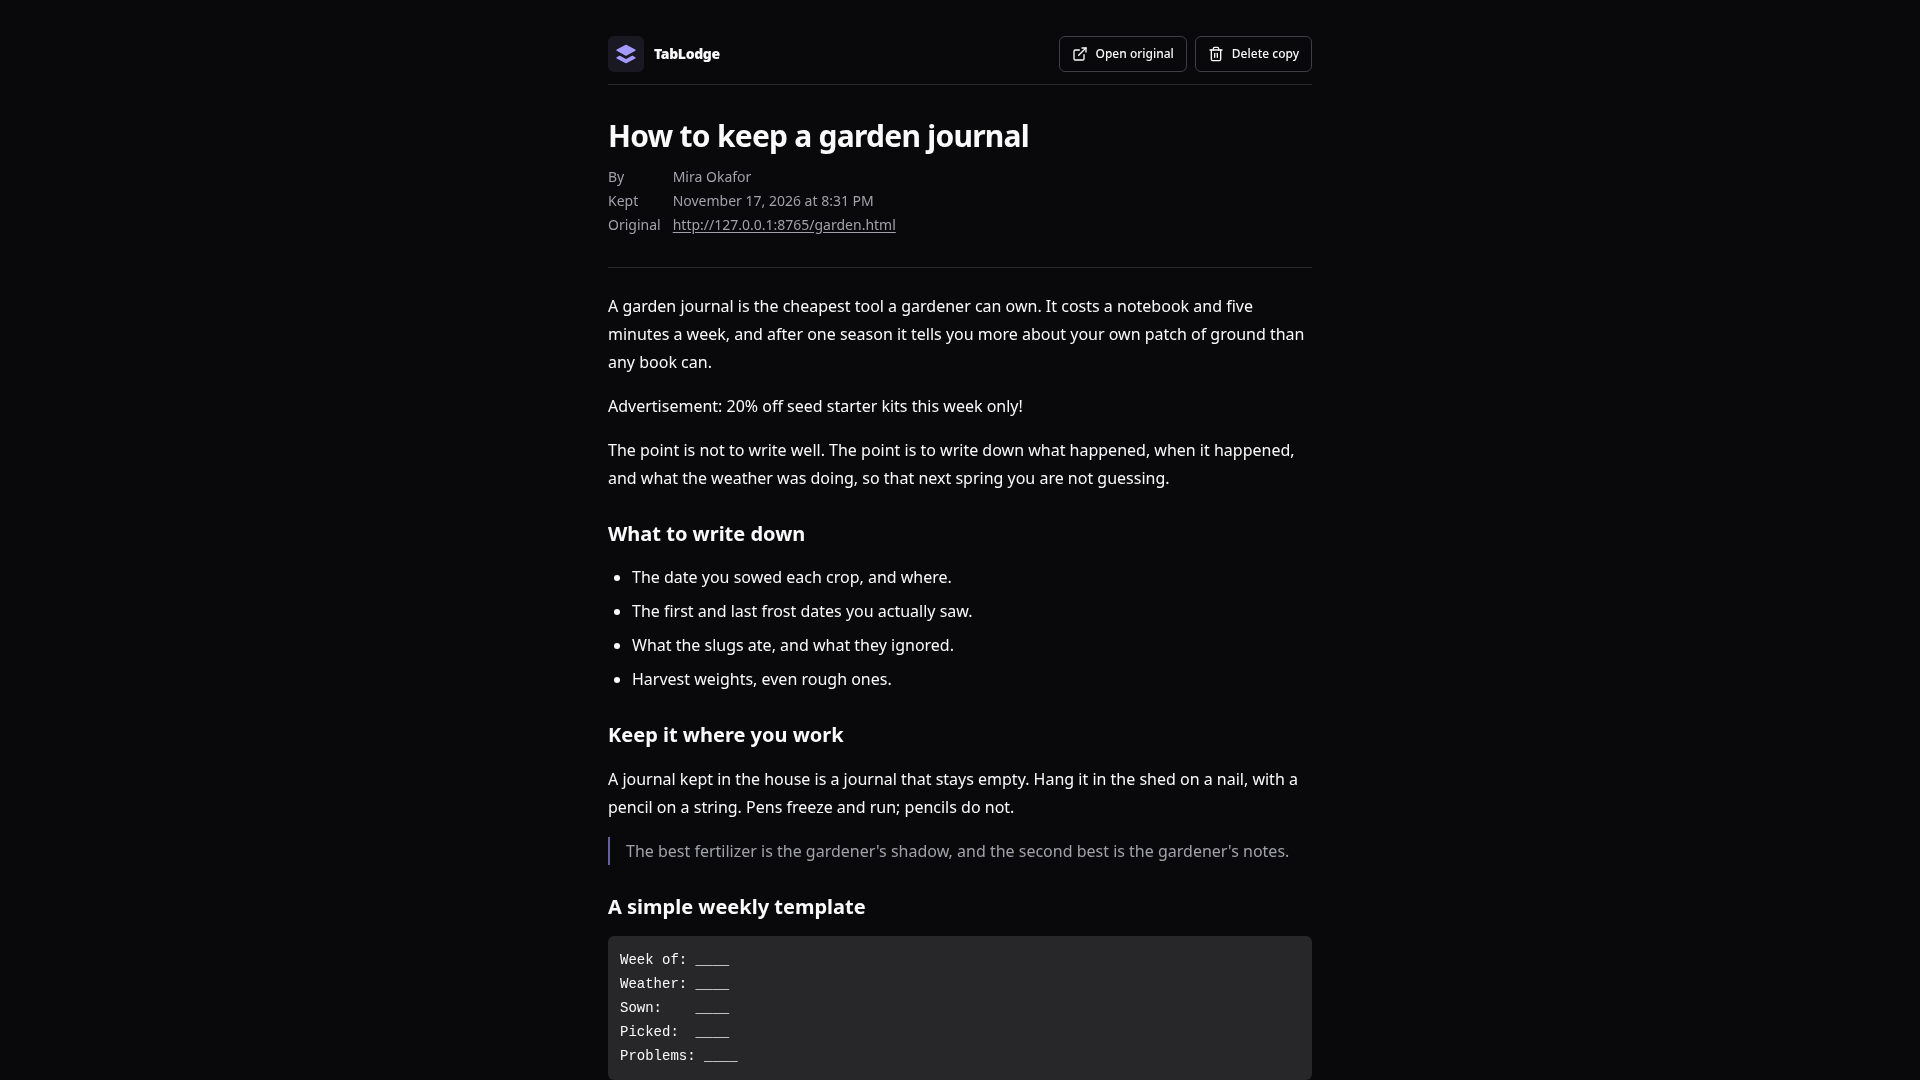 TabLodge
Open original
Delete copy
How to keep a garden journal
By Mira Okafor
Kept November 17, 2026 at 8:31 PM
Original http://127.0.0.1:8765/garden.html
A garden journal is the cheapest tool a gardener can own. It costs a notebook and five
minutes a week, and after one season it tells you more about your own patch of ground than
any book can.
Advertisement: 20% off seed starter kits this week only!
The point is not to write well. The point is to write down what happened, when it happened,
and what the weather was doing, so that next spring you are not guessing.
What to write down
• The date you sowed each crop, and where.
• The first and last frost dates you actually saw.
• What the slugs ate, and what they ignored.
• Harvest weights, even rough ones.
Keep it where you work
A journal kept in the house is a journal that stays empty. Hang it in the shed on a nail, with a
pencil on a string. Pens freeze and run; pencils do not.
The best fertilizer is the gardener's shadow, and the second best is the gardener's notes.
A simple weekly template
Week of: ____
Weather: ____
Sown:    ____
Picked:  ____
Problems: ____